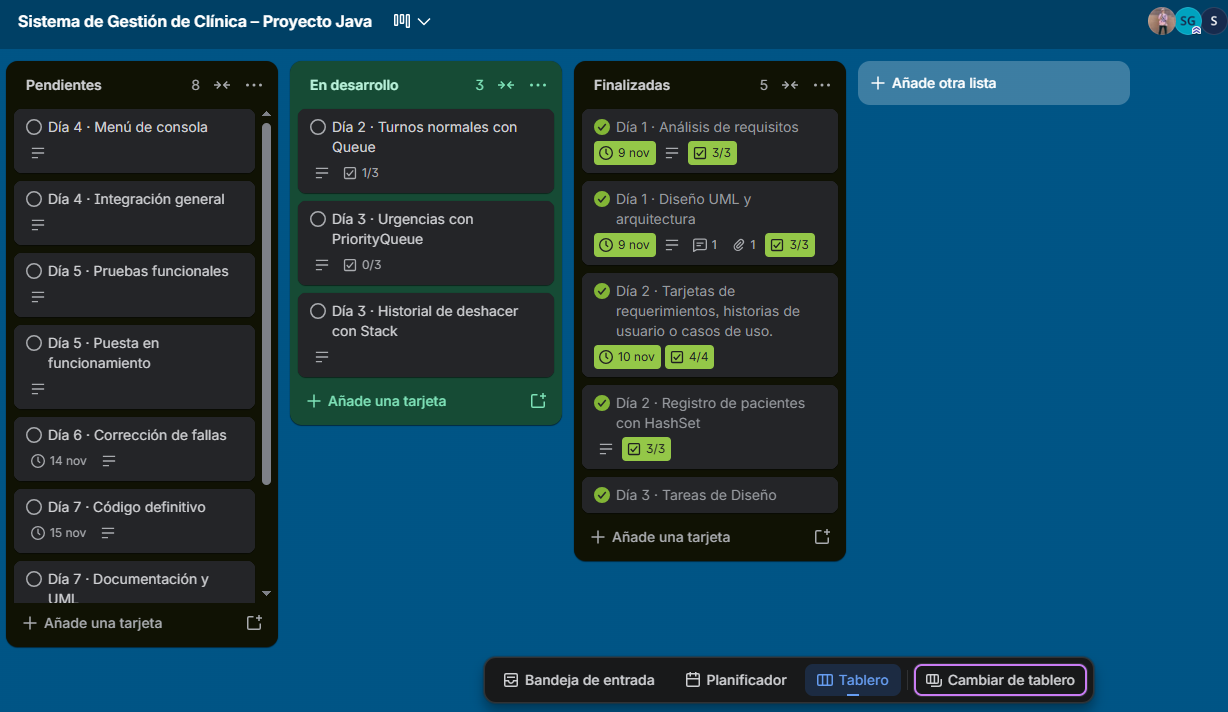 Sistema de Gestión de Clínica – Proyecto Java
SG
S
Pendientes
8
Día 4 · Menú de consola
Día 4 · Integración general
Día 5 · Pruebas funcionales
Día 5 · Puesta en
funcionamiento
Día 6 · Corrección de fallas
14 nov
Día 7 · Código definitivo
15 nov
Día 7 · Documentación y
UML
Añade una tarjeta
En desarrollo
3
Día 2 · Turnos normales con
Queue
1/3
Día 3 · Urgencias con
PriorityQueue
0/3
Día 3 · Historial de deshacer
con Stack
Añade una tarjeta
Finalizadas
5
Día 1 · Análisis de requisitos
9 nov 3/3
Día 1 · Diseño UML y
arquitectura
9 nov 1 1 3/3
Día 2 · Tarjetas de
requerimientos, historias de
usuario o casos de uso.
10 nov 4/4
Día 2 · Registro de pacientes
con HashSet
3/3
Día 3 · Tareas de Diseño
Añade una tarjeta
Añade otra lista
Bandeja de entrada
Planificador
Tablero
Cambiar de tablero